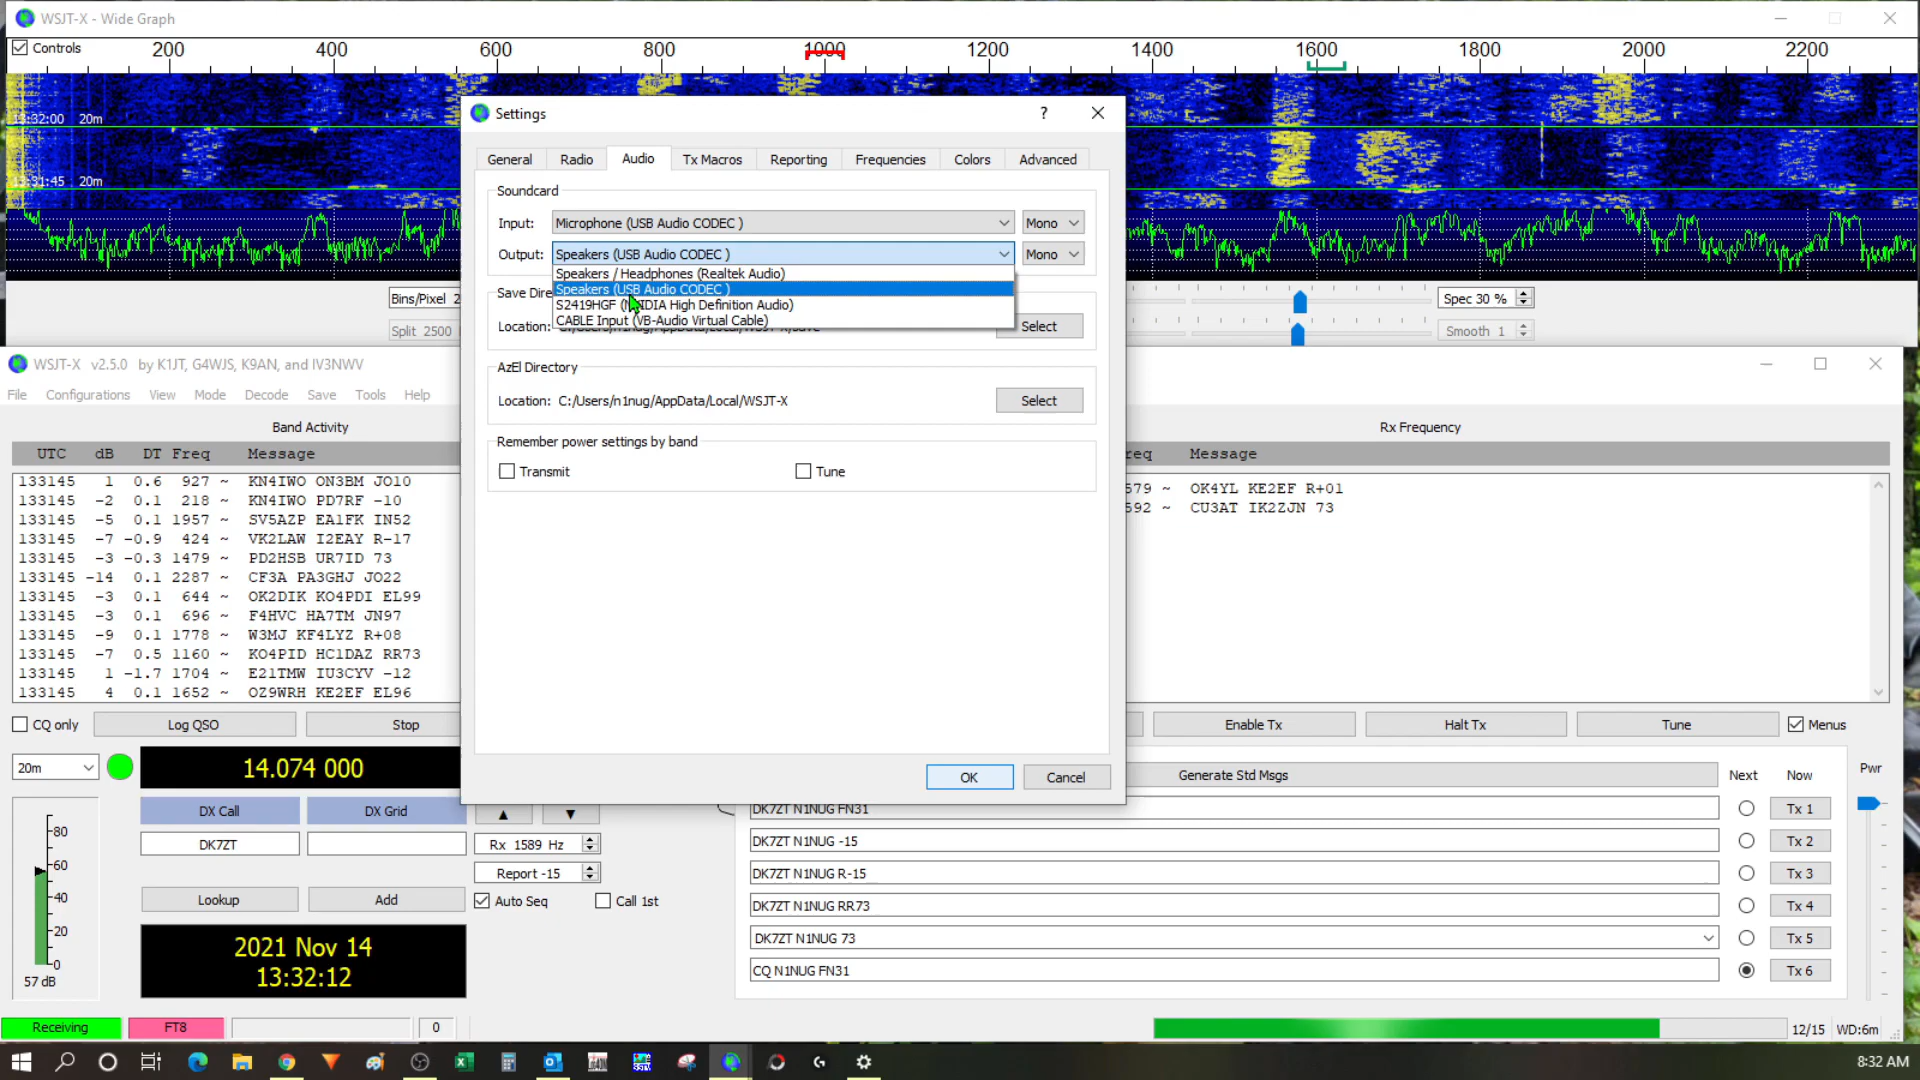 WSJT-X - Wide Graph
Controls 200 400 600 800 1000 1200 1400 1600 1800 2000 2200
:32:00 20m
:31:45 20m
Bins/Pixel 2
Split 2500
Spec 30 %
Smooth 1
Settings
?
General Radio Audio Tx Macros Reporting Frequencies Colors Advanced
Soundcard
Input: Microphone (USB Audio CODEC ) Mono
Output: Speakers (USB Audio CODEC ) Mono
Speakers / Headphones (Realtek Audio)
Speakers (USB Audio CODEC )
S2419HGF (NVIDIA High Definition Audio)
CABLE Input (VB-Audio Virtual Cable)
Save Dire
Location: Select
AzEl Directory
Location: C:/Users/n1nug/AppData/Local/WSJT-X Select
Remember power settings by band
Transmit Tune
OK Cancel
WSJT-X v2.5.0 by K1JT, G4WJS, K9AN, and IV3NWV
File Configurations View Mode Decode Save Tools Help
Band Activity
UTC dB DT Freq Message
133145 1 0.6 927 ~ KN4IWO ON3BM JO10
133145 -2 0.1 218 ~ KN4IWO PD7RF -10
133145 -5 0.1 1957 ~ SV5AZP EA1FK IN52
133145 -7 -0.9 424 ~ VK2LAW I2EAY R-17
133145 -3 -0.3 1479 ~ PD2HSB UR7ID 73
133145 -14 0.1 2287 ~ CF3A PA3GHJ JO22
133145 -3 0.1 644 ~ OK2DIK KO4PDI EL99
133145 -3 0.1 696 ~ F4HVC HA7TM JN97
133145 -9 0.1 1778 ~ W3MJ KF4LYZ R+08
133145 -7 0.5 1160 ~ KO4PID HC1DAZ RR73
133145 1 -1.7 1704 ~ E21TMW IU3CYV -12
133145 4 0.1 1652 ~ OZ9WRH KE2EF EL96
Rx Frequency
req Message
579 ~ OK4YL KE2EF R+01
592 ~ CU3AT IK2ZJN 73
CQ only Log QSO Stop
Enable Tx Halt Tx Tune Menus
20m 14.074 000
DX Call DX Grid
DK7ZT
Lookup Add
2021 Nov 14
13:32:12
80
60
40
20
0
57 dB
Rx 1589 Hz
Report -15
Auto Seq Call 1st
Generate Std Msgs Next Now Pwr
DK7ZT N1NUG FN31 Tx 1
DK7ZT N1NUG -15 Tx 2
DK7ZT N1NUG R-15 Tx 3
DK7ZT N1NUG RR73 Tx 4
DK7ZT N1NUG 73 Tx 5
CQ N1NUG FN31 Tx 6
Receiving FT8 0 12/15 WD:6m
8:32 AM